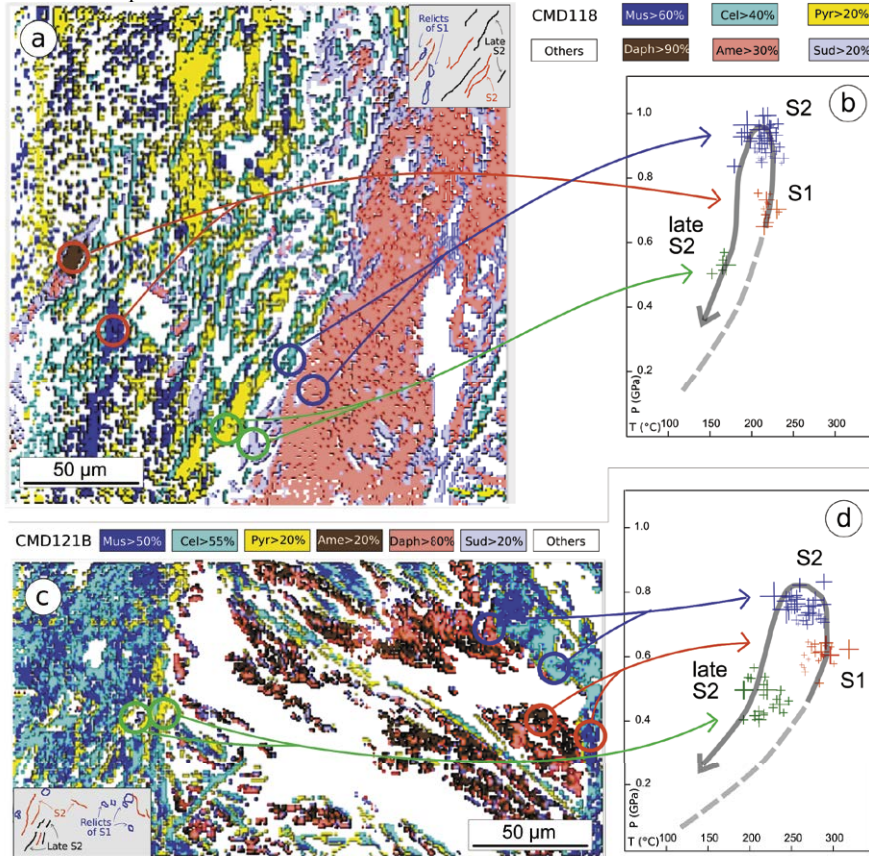 a
Relicts
of S1
Late
S2
S2
50 µm
CMD118
Mus>60%
Cel>40%
Pyr>20%
Others
Daph>90%
Ame>30%
Sud>20%
b
1.0
0.8
0.6
0.4
0.2
P (GPa)
T (°C)
100
150
200
250
300
S2
S1
late
S2
CMD121B
Mus>50%
Cel>55%
Pyr>20%
Ame>20%
Daph>80%
Sud>20%
Others
c
S2
Relicts
of S1
Late S2
50 µm
d
1.0
0.8
0.6
0.4
0.2
P (GPa)
T (°C)
100
150
200
250
300
S2
S1
late
S2